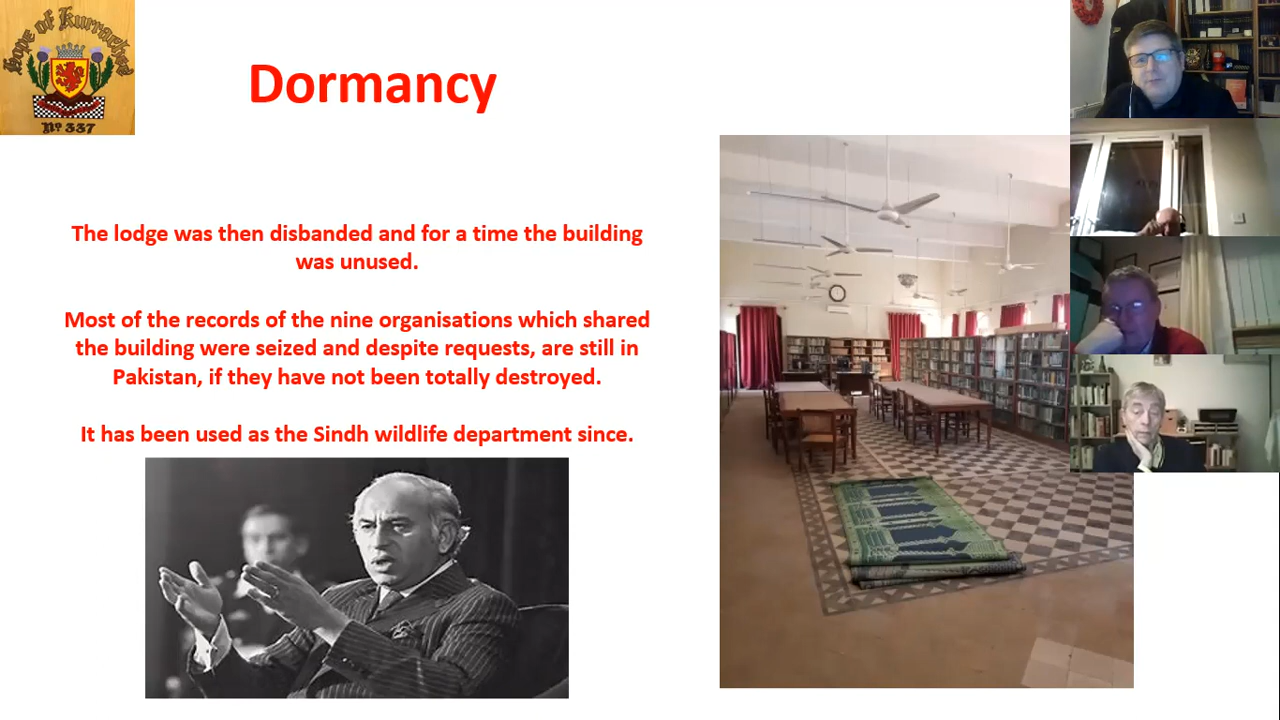 Hope of Kurrachee
Nº 337
Dormancy
The lodge was then disbanded and for a time the building
was unused.
Most of the records of the nine organisations which shared
the building were seized and despite requests, are still in
Pakistan, if they have not been totally destroyed.
It has been used as the Sindh wildlife department since.